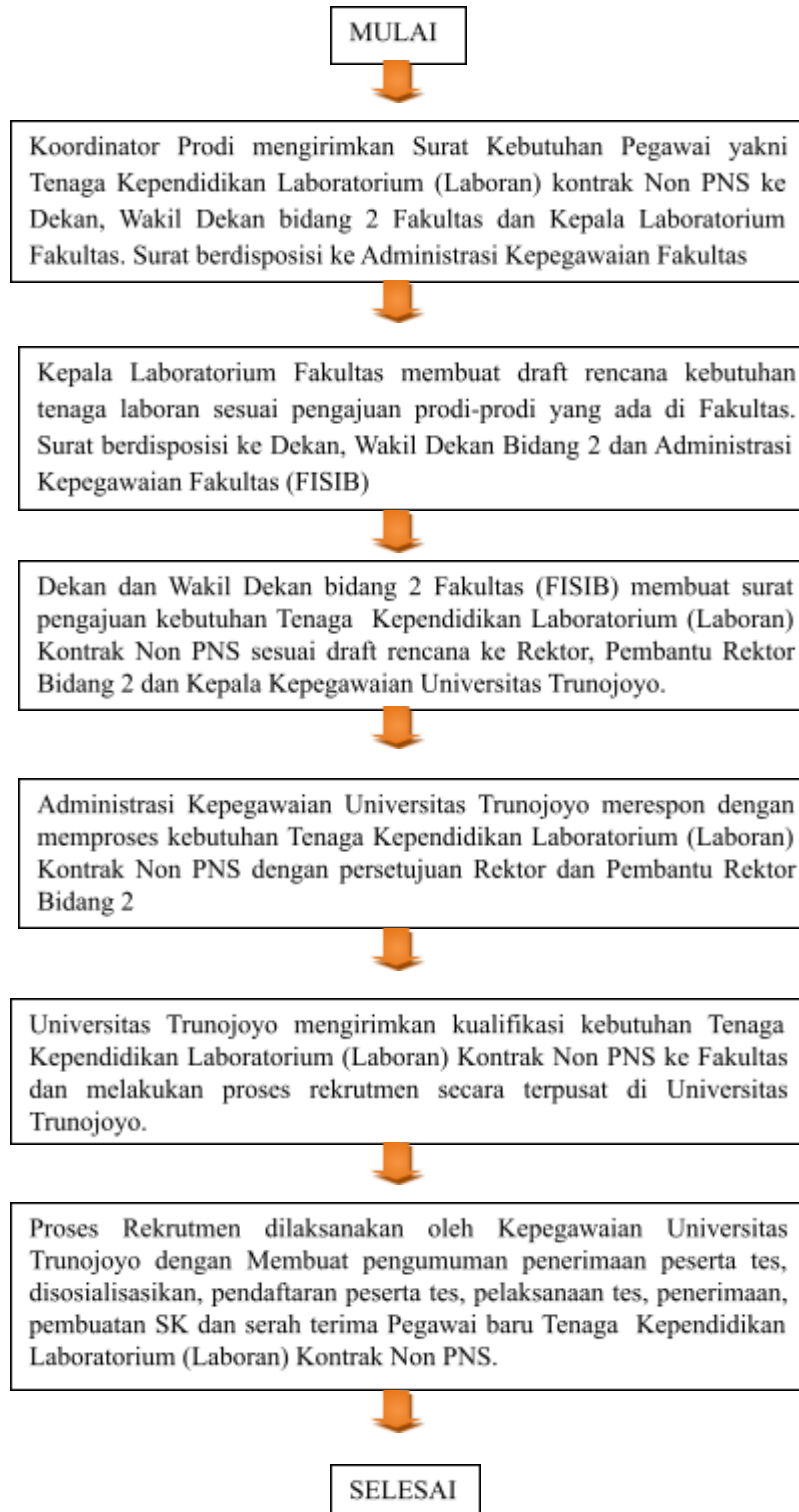 MULAI
Koordinator Prodi mengirimkan Surat Kebutuhan Pegawai yakni
Tenaga Kependidikan Laboratorium (Laboran) kontrak Non PNS ke
Dekan, Wakil Dekan bidang 2 Fakultas dan Kepala Laboratorium
Fakultas. Surat berdisposisi ke Administrasi Kepegawaian Fakultas
Kepala Laboratorium Fakultas membuat draft rencana kebutuhan
tenaga laboran sesuai pengajuan prodi-prodi yang ada di Fakultas.
Surat berdisposisi ke Dekan, Wakil Dekan Bidang 2 dan Administrasi
Kepegawaian Fakultas (FISIB)
Dekan dan Wakil Dekan bidang 2 Fakultas (FISIB) membuat surat
pengajuan kebutuhan Tenaga Kependidikan Laboratorium (Laboran)
Kontrak Non PNS sesuai draft rencana ke Rektor, Pembantu Rektor
Bidang 2 dan Kepala Kepegawaian Universitas Trunojoyo.
Administrasi Kepegawaian Universitas Trunojoyo merespon dengan
memproses kebutuhan Tenaga Kependidikan Laboratorium (Laboran)
Kontrak Non PNS dengan persetujuan Rektor dan Pembantu Rektor
Bidang 2
Universitas Trunojoyo mengirimkan kualifikasi kebutuhan Tenaga
Kependidikan Laboratorium (Laboran) Kontrak Non PNS ke Fakultas
dan melakukan proses rekrutmen secara terpusat di Universitas
Trunojoyo.
Proses Rekrutmen dilaksanakan oleh Kepegawaian Universitas
Trunojoyo dengan Membuat pengumuman penerimaan peserta tes,
disosialisasikan, pendaftaran peserta tes, pelaksanaan tes, penerimaan,
pembuatan SK dan serah terima Pegawai baru Tenaga Kependidikan
Laboratorium (Laboran) Kontrak Non PNS.
SELESAI